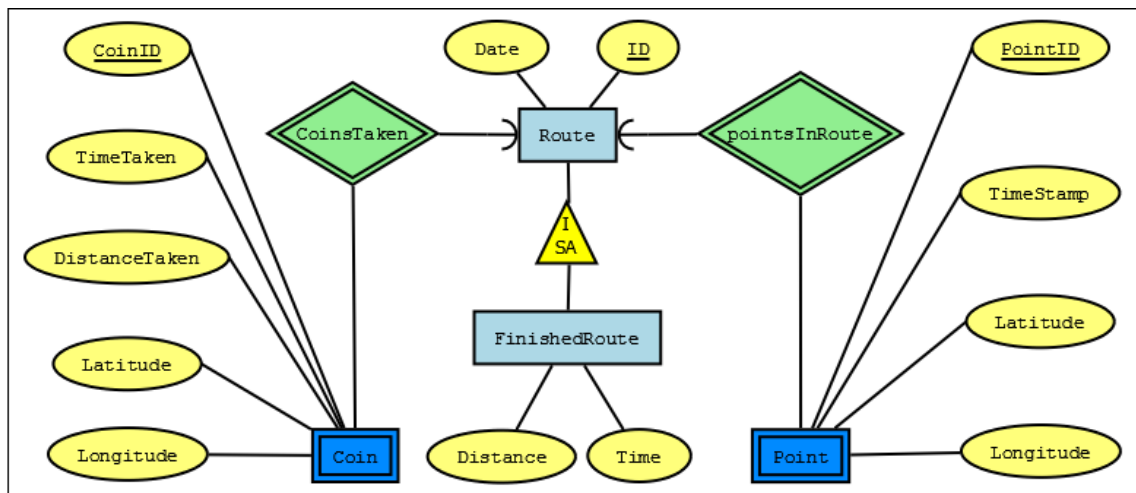 CoinID
Date
ID
PointID
CoinsTaken
Route
pointsInRoute
TimeTaken
TimeStamp
I
SA
DistanceTaken
Latitude
FinishedRoute
Latitude
Longitude
Coin
Distance
Time
Point
Longitude